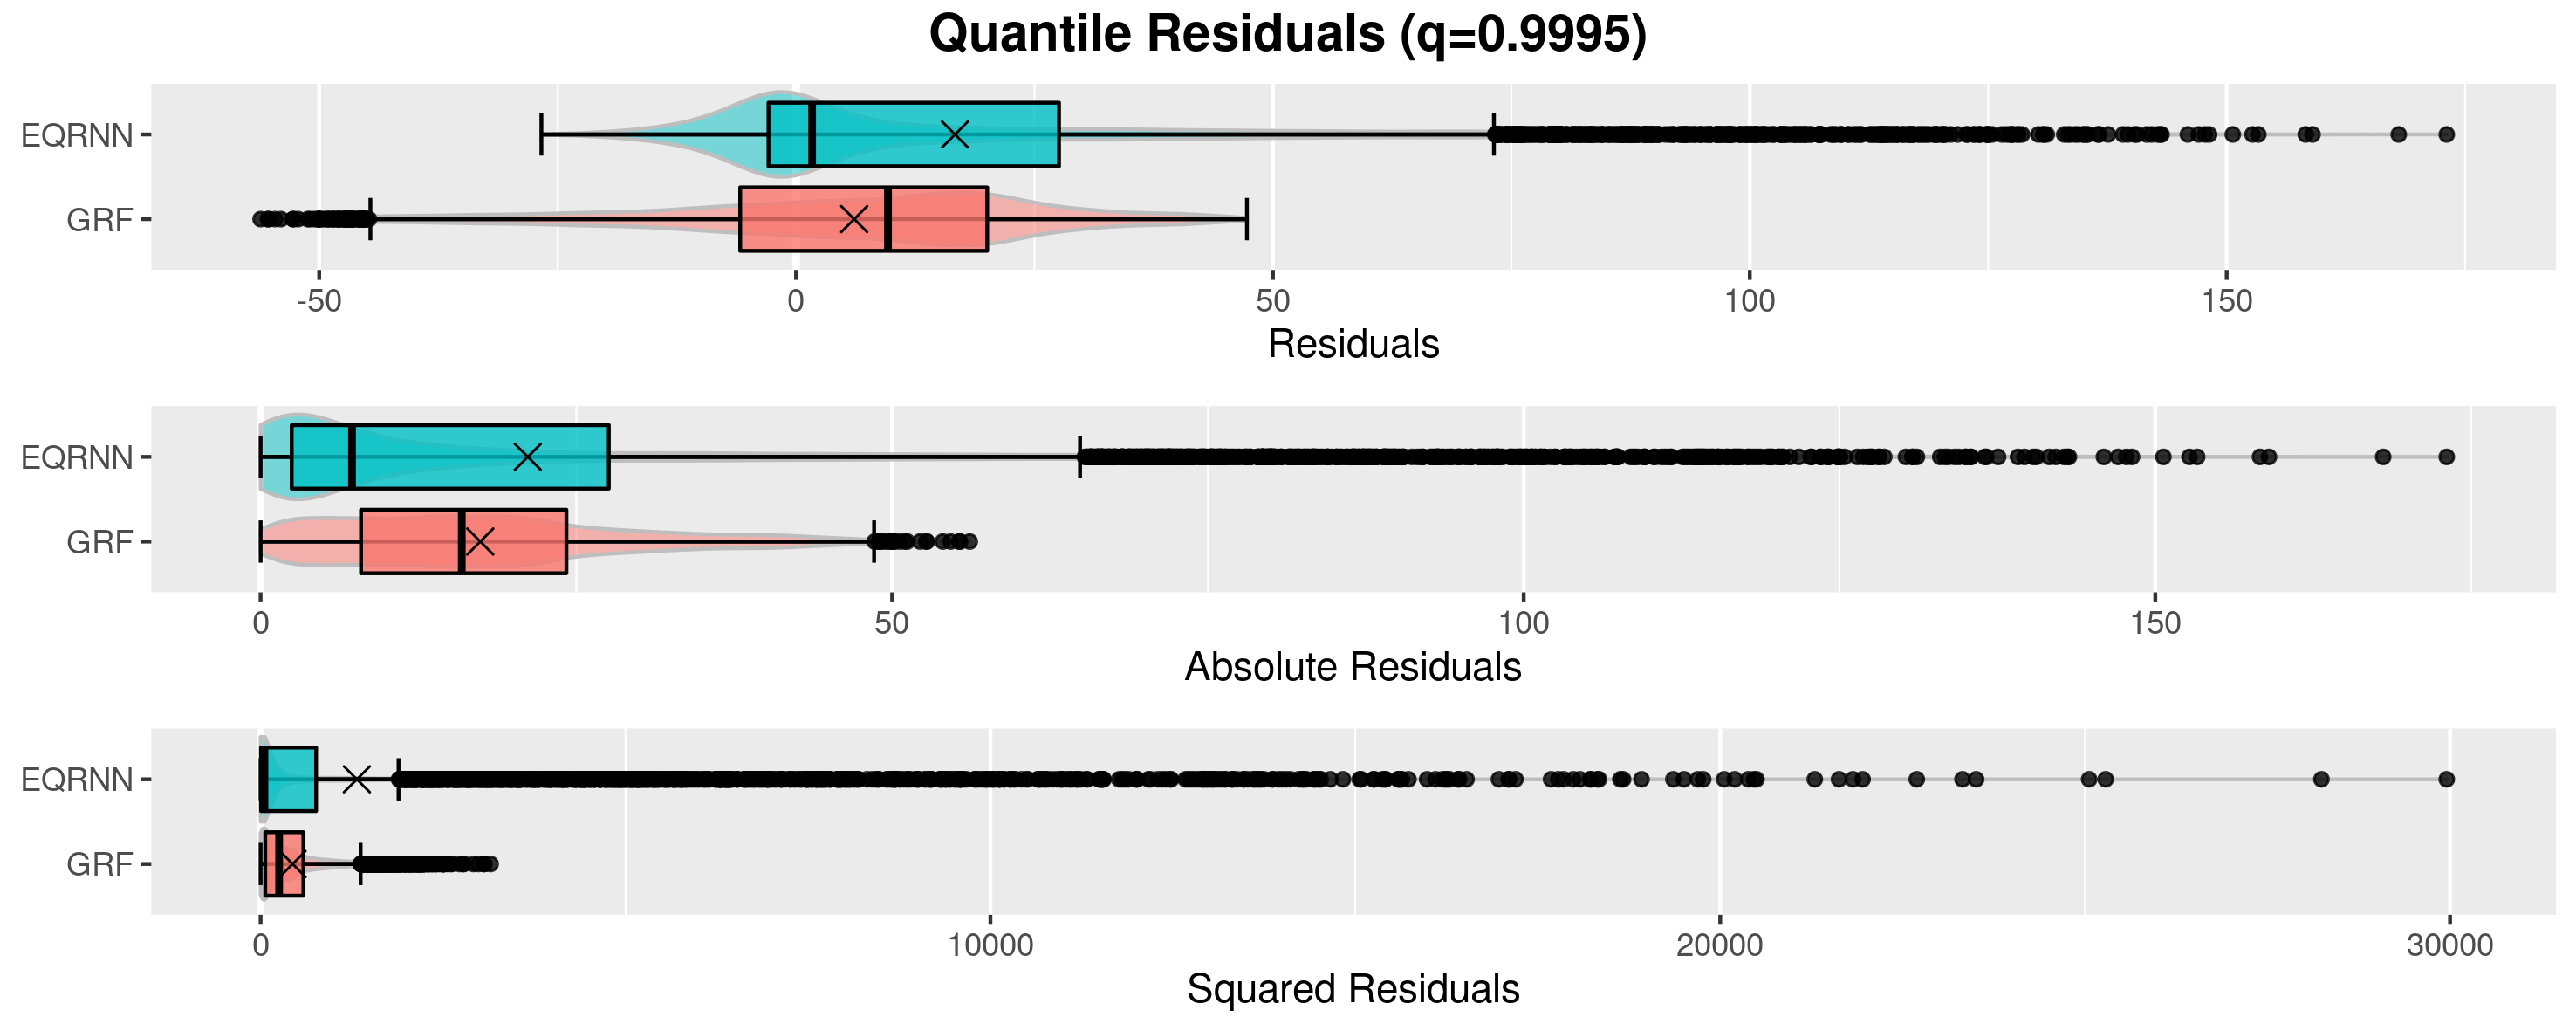 Quantile Residuals (q=0.9995)
EQRNN
GRF
-50 0 50 100 150
Residuals
EQRNN
GRF
0 50 100 150
Absolute Residuals
EQRNN
GRF
0 10000 20000 30000
Squared Residuals